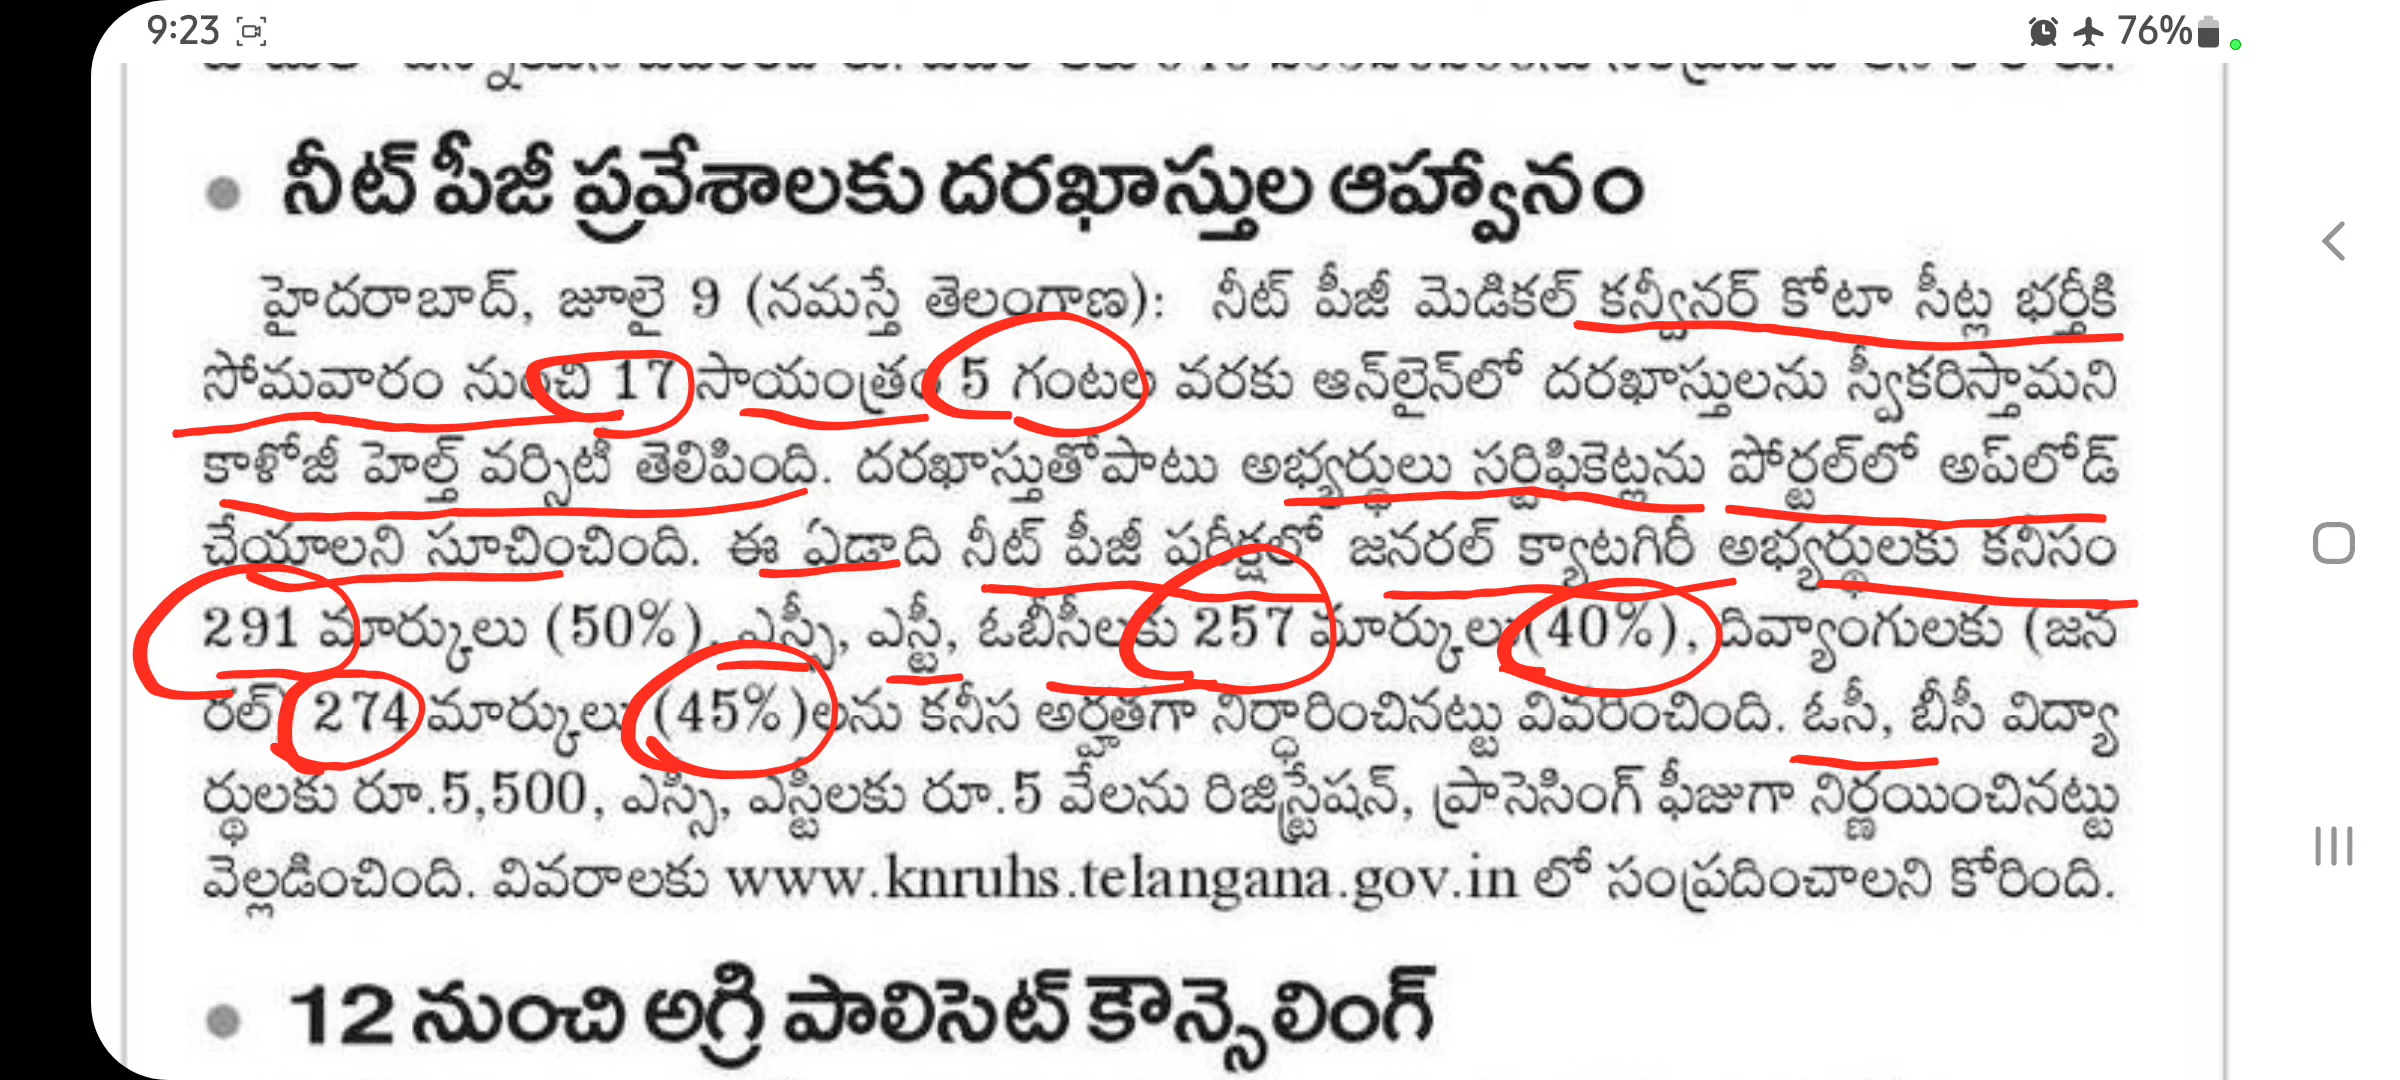 9:23
76%
• నీట్ పీజీ ప్రవేశాలకు దరఖాస్తుల ఆహ్వానం
హైదరాబాద్, జూలై 9 (నమస్తే తెలంగాణ): నీట్ పీజీ మెడికల్ కన్వీనర్ కోటా సీట్ల భర్తీకి
సోమవారం నుంచి 17 సాయంత్రం 5 గంటల వరకు ఆన్‌లైన్‌లో దరఖాస్తులను స్వీకరిస్తామని
కాళోజీ హెల్త్ వర్సిటీ తెలిపింది. దరఖాస్తుతోపాటు అభ్యర్థులు సర్టిఫికెట్లను పోర్టల్‌లో అప్‌లోడ్
చేయాలని సూచించింది. ఈ ఏడాది నీట్ పీజీ పరీక్షలో జనరల్ క్యాటగిరీ అభ్యర్థులకు కనీసం
291 మార్కులు (50%), ఎస్సీ, ఎస్టీ, ఓబీసీలకు 257 మార్కులు (40%), దివ్యాంగులకు (జన
రల్) 274 మార్కులు (45%)లను కనీస అర్హతగా నిర్ధారించినట్టు వివరించింది. ఓసీ, బీసీ విద్యా
ర్థులకు రూ.5,500, ఎస్సీ, ఎస్టీలకు రూ.5 వేలను రిజిస్ట్రేషన్, ప్రాసెసింగ్ ఫీజుగా నిర్ణయించినట్టు
వెల్లడించింది. వివరాలకు www.knruhs.telangana.gov.in లో సంప్రదించాలని కోరింది.
• 12 నుంచి అగ్రి పాలిసెట్ కౌన్సెలింగ్